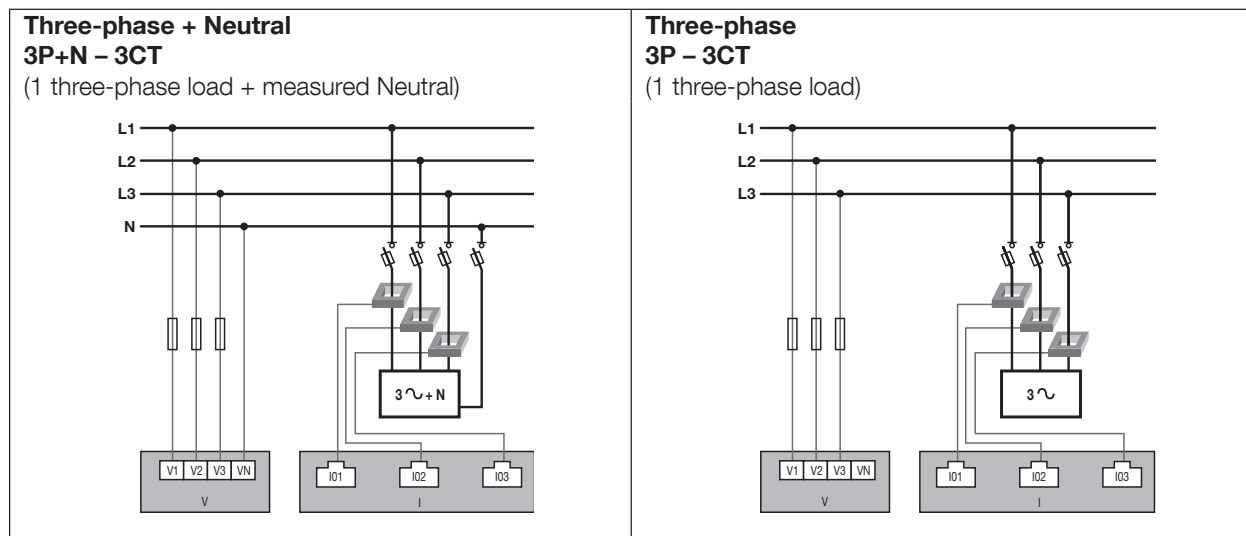 Three-phase + Neutral
3P+N – 3CT
(1 three-phase load + measured Neutral)
L1
L2
L3
N
3 + N
V1 V2 V3 VN
V
I01 I02 I03
I
Three-phase
3P – 3CT
(1 three-phase load)
L1
L2
L3
3
V1 V2 V3 VN
V
I01 I02 I03
I